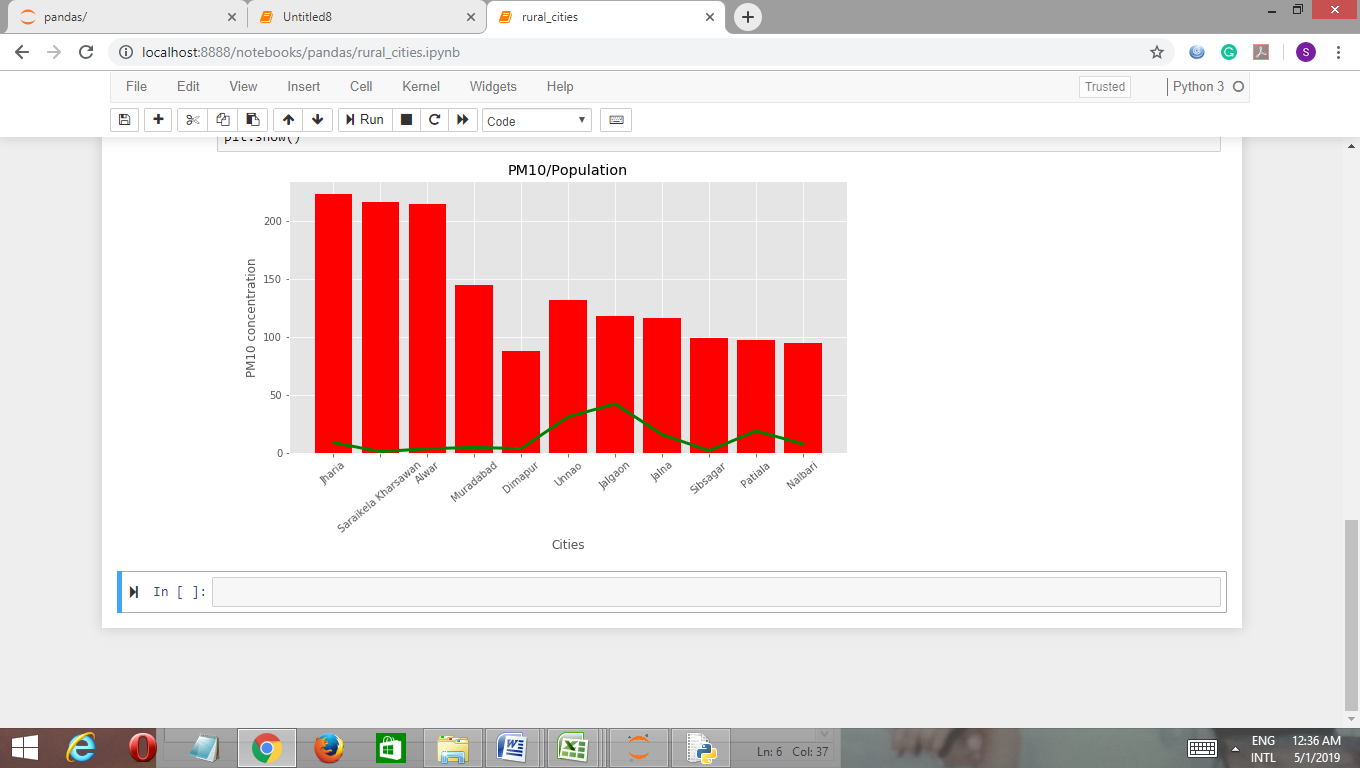 pandas/
Untitled8
rural_cities
localhost:8888/notebooks/pandas/rural_cities.ipynb
S
File Edit View Insert Cell Kernel Widgets Help
Trusted
Python 3
Run
Code
plt.show()
PM10/Population
PM10 concentration
200
150
100
50
0
Jharia
Saraikela Kharsawan
Alwar
Muradabad
Dimapur
Unnao
Jalgaon
Jalna
Sibsagar
Patiala
Nalbari
Cities
In [ ]:
Ln: 6 Col: 37
ENG
INTL
12:36 AM
5/1/2019